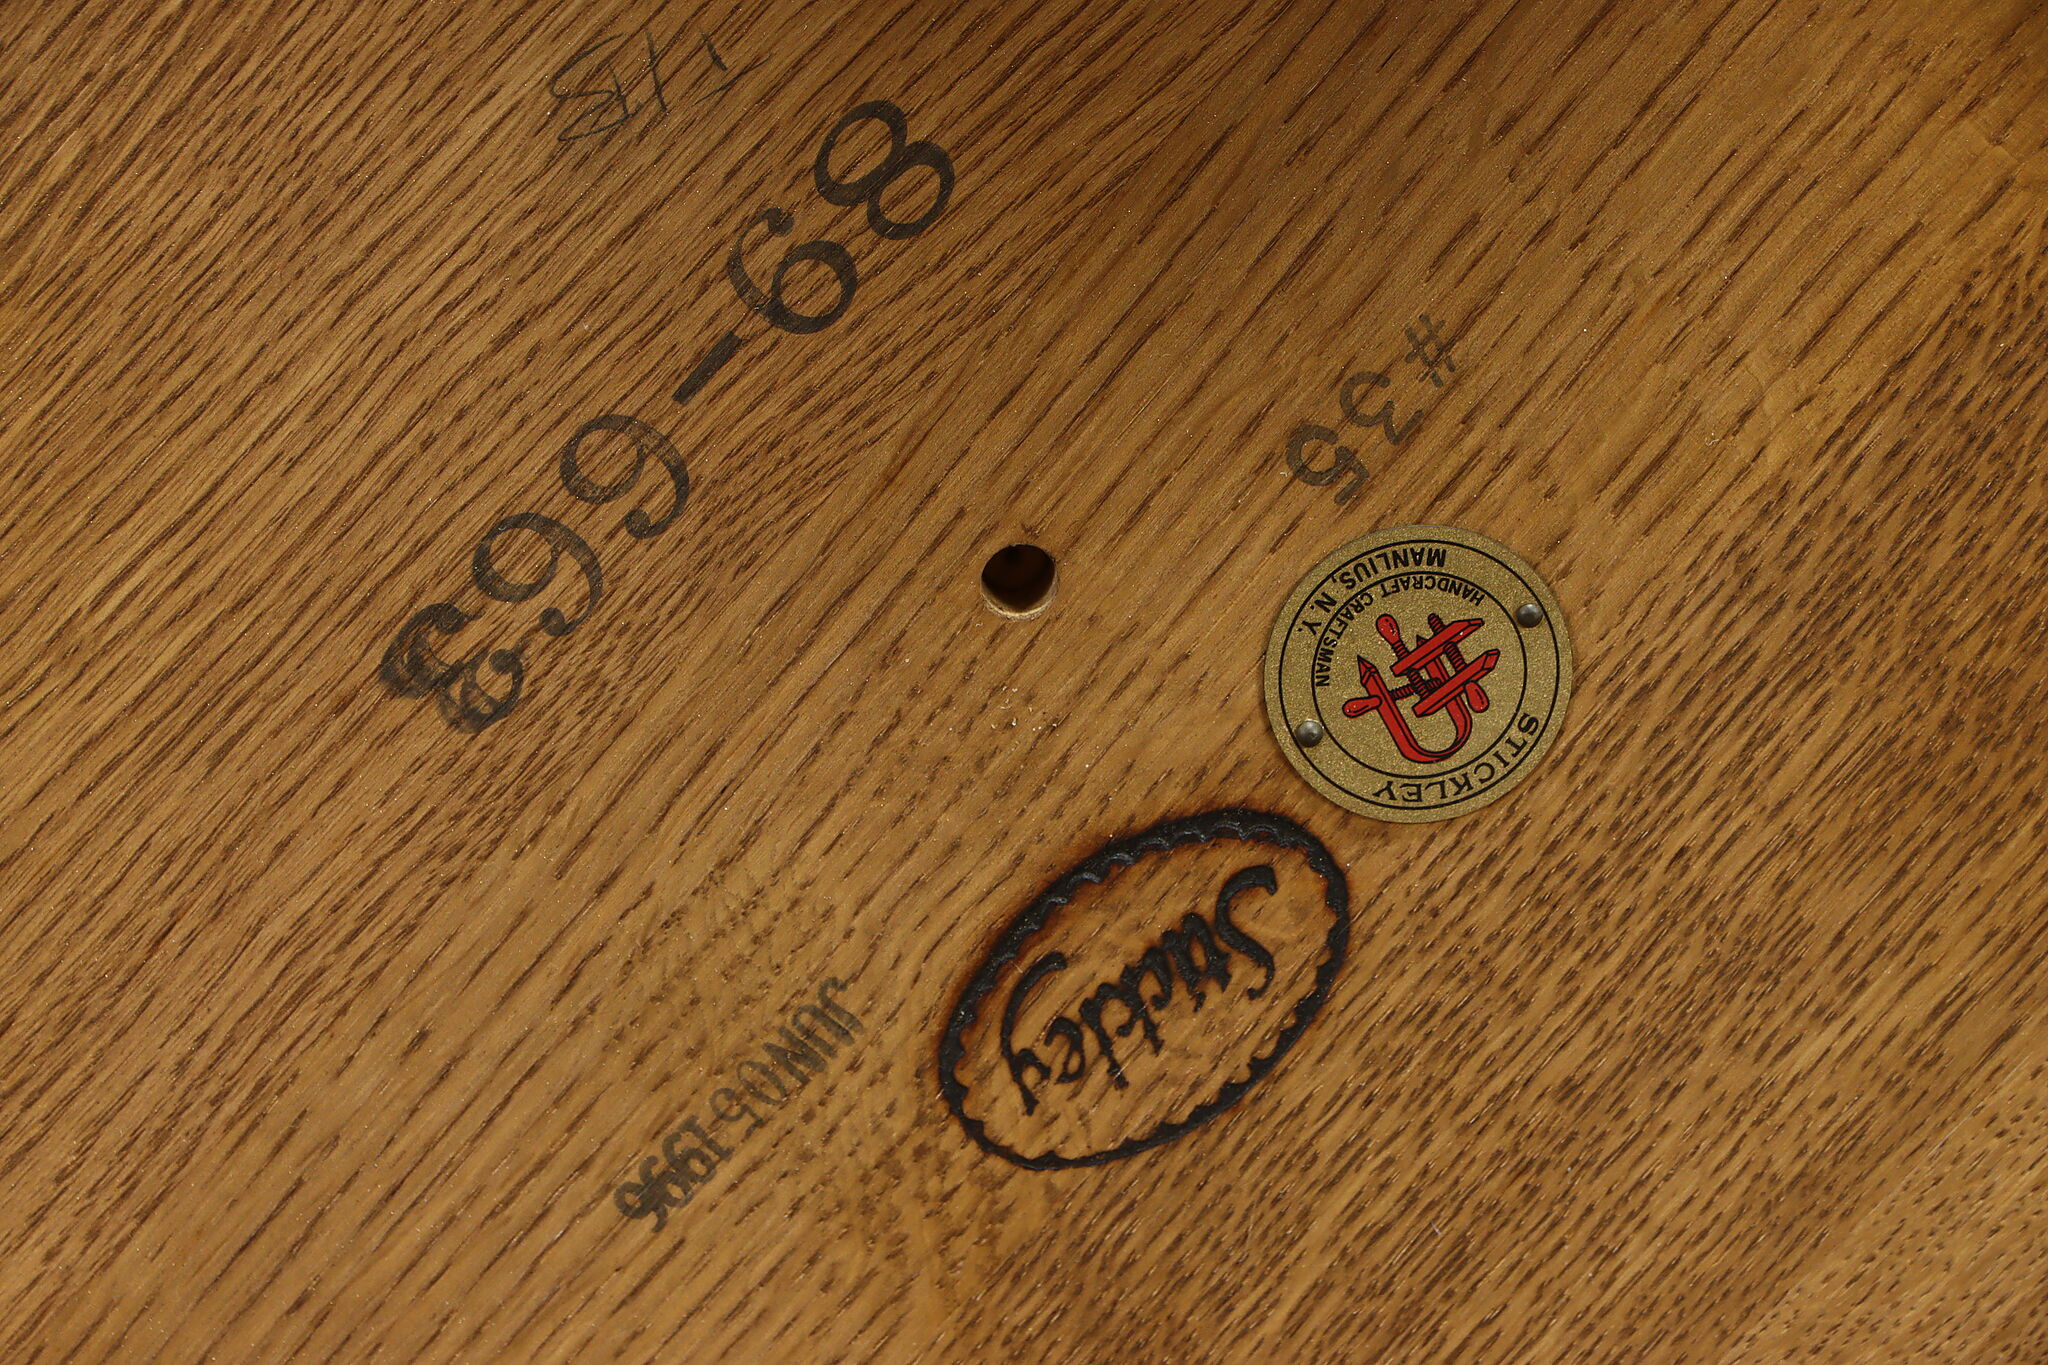 89-663
#35
STICKLEY
HANDCRAFT CRAFTSMAN
MANLIUS, N.Y.
Stickley
JUN 05 1996